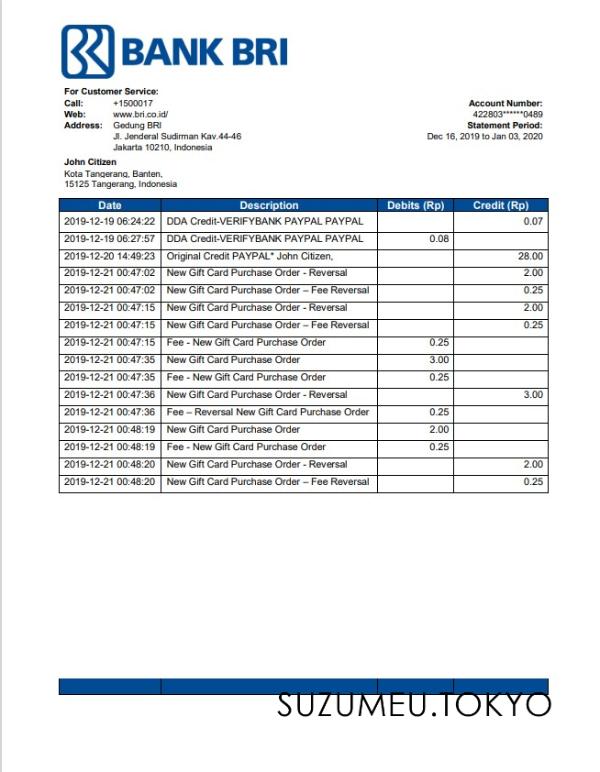 BANK BRI
For Customer Service:
Call: +1500017
Web: www.bri.co.id/
Address: Gedung BRI
Jl. Jenderal Sudirman Kav.44-46
Jakarta 10210, Indonesia
Account Number:
422803******0489
Statement Period:
Dec 16, 2019 to Jan 03, 2020
John Citizen
Kota Tangerang, Banten,
15125 Tangerang, Indonesia
Date Description Debits (Rp) Credit (Rp)
2019-12-19 06:24:22 DDA Credit-VERIFYBANK PAYPAL PAYPAL 0.07
2019-12-19 06:27:57 DDA Credit-VERIFYBANK PAYPAL PAYPAL 0.08
2019-12-20 14:49:23 Original Credit PAYPAL* John Citizen, 28.00
2019-12-21 00:47:02 New Gift Card Purchase Order - Reversal 2.00
2019-12-21 00:47:02 New Gift Card Purchase Order – Fee Reversal 0.25
2019-12-21 00:47:15 New Gift Card Purchase Order - Reversal 2.00
2019-12-21 00:47:15 New Gift Card Purchase Order – Fee Reversal 0.25
2019-12-21 00:47:15 Fee - New Gift Card Purchase Order 0.25
2019-12-21 00:47:35 New Gift Card Purchase Order 3.00
2019-12-21 00:47:35 Fee - New Gift Card Purchase Order 0.25
2019-12-21 00:47:36 New Gift Card Purchase Order - Reversal 3.00
2019-12-21 00:47:36 Fee – Reversal New Gift Card Purchase Order 0.25
2019-12-21 00:48:19 New Gift Card Purchase Order 2.00
2019-12-21 00:48:19 Fee - New Gift Card Purchase Order 0.25
2019-12-21 00:48:20 New Gift Card Purchase Order - Reversal 2.00
2019-12-21 00:48:20 New Gift Card Purchase Order – Fee Reversal 0.25
SUZUMEU.TOKYO